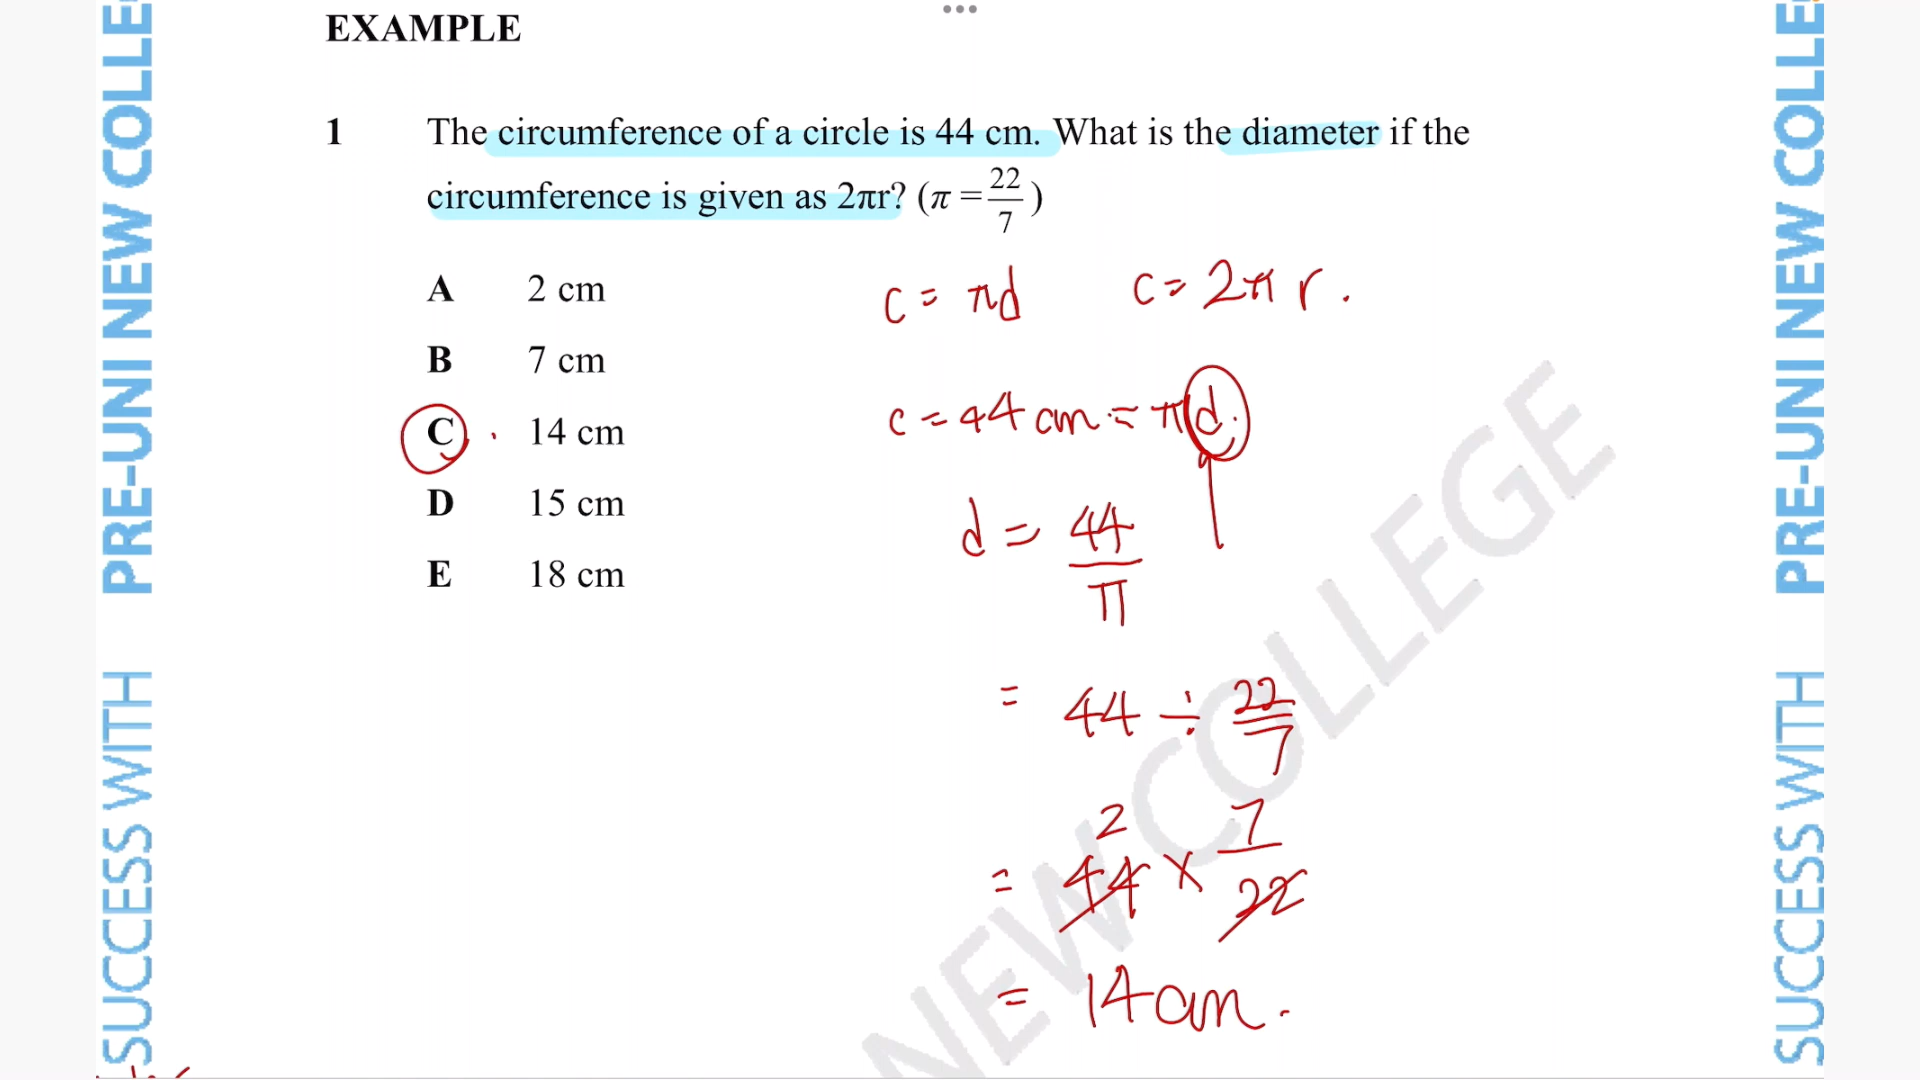 EXAMPLE
1 The circumference of a circle is 44 cm. What is the diameter if the
circumference is given as 2πr? (π = 22/7)
A 2 cm
B 7 cm
C 14 cm
D 15 cm
E 18 cm
c = πd c = 2πr.
c = 44 cm = πd.
d = 44/π
= 44 ÷ 22/7
2
= 44 × 7/22
= 14 cm.
NEW COLLEGE
SUCCESS WITH PRE-UNI NEW COLLE
SUCCESS WITH PRE-UNI NEW COLLE